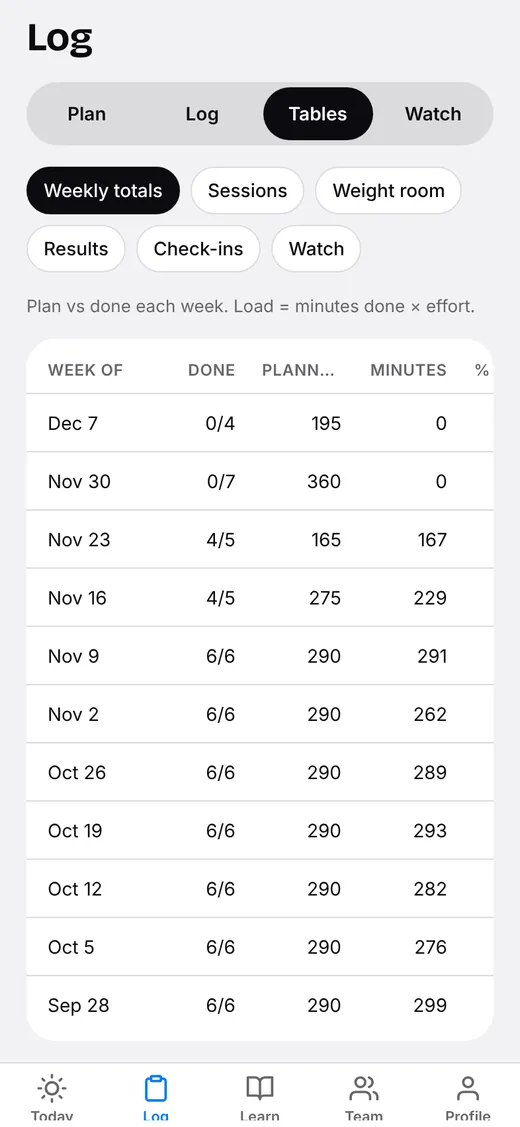 Log
Plan Log Tables Watch
Weekly totals Sessions Weight room
Results Check-ins Watch
Plan vs done each week. Load = minutes done × effort.
WEEK OF DONE PLANN... MINUTES %
Dec 7 0/4 195 0
Nov 30 0/7 360 0
Nov 23 4/5 165 167
Nov 16 4/5 275 229
Nov 9 6/6 290 291
Nov 2 6/6 290 262
Oct 26 6/6 290 289
Oct 19 6/6 290 293
Oct 12 6/6 290 282
Oct 5 6/6 290 276
Sep 28 6/6 290 299
Today Log Learn Team Profile